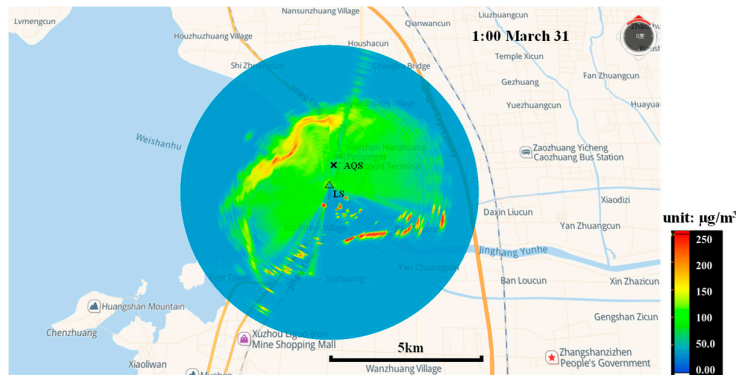 Lvmengcun
Nansunzhuang Village
Liuzhuangcun
Qianwancun
Houzhuzhuang Village
Houshacun
1:00 March 31
Temple Xicun
Fan Zhuangcun
Gezhuang
Yuezhuangcun
Weishanhu
AQS
Zaozhuang Yicheng
Caozhuang Bus Station
LS
Xiaodizi
Daxin Liucun
Yan Zhuangcun
unit: µg/m³
250
200
150
100
50.0
0.00
Jinghang Yunhe
Yan Zhuangcun
Suzhuang
Ban Loucun
Xin Zhazicun
Huangshan Mountain
Gengshan Zicun
Chenzhuang
Xuzhou Liguo Iron
Mine Shopping Mall
5km
Xiaoliwan
Wanzhuang Village
Zhangshanzizhen
People's Government